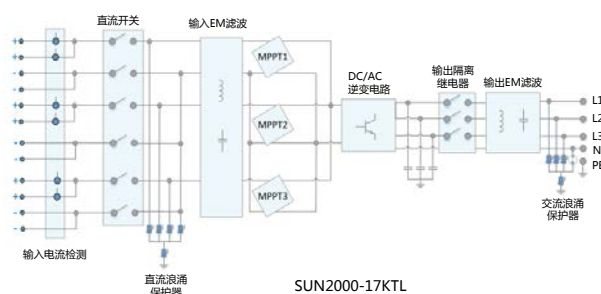 直流开关
输入EM滤波
DC/AC
逆变电路
输出隔离
继电器
输出EM滤波
MPPT1
MPPT2
MPPT3
+
+
-
-
+
+
-
-
+
+
-
-
L1
L2
L3
N
PE
输入电流检测
直流浪涌
保护器
交流浪涌
保护器
SUN2000-17KTL